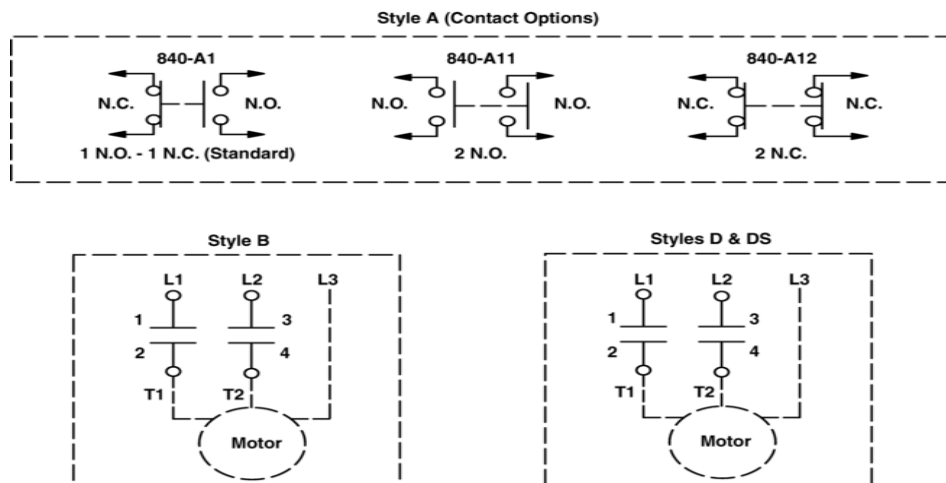 Style A (Contact Options)
840-A1 840-A11 840-A12
N.C. N.O. N.O. N.O. N.C. N.C.
1 N.O. - 1 N.C. (Standard) 2 N.O. 2 N.C.
Style B
L1 L2 L3
1 3
2 4
T1 T2
Motor
Styles D & DS
L1 L2 L3
1 3
2 4
T1 T2
Motor